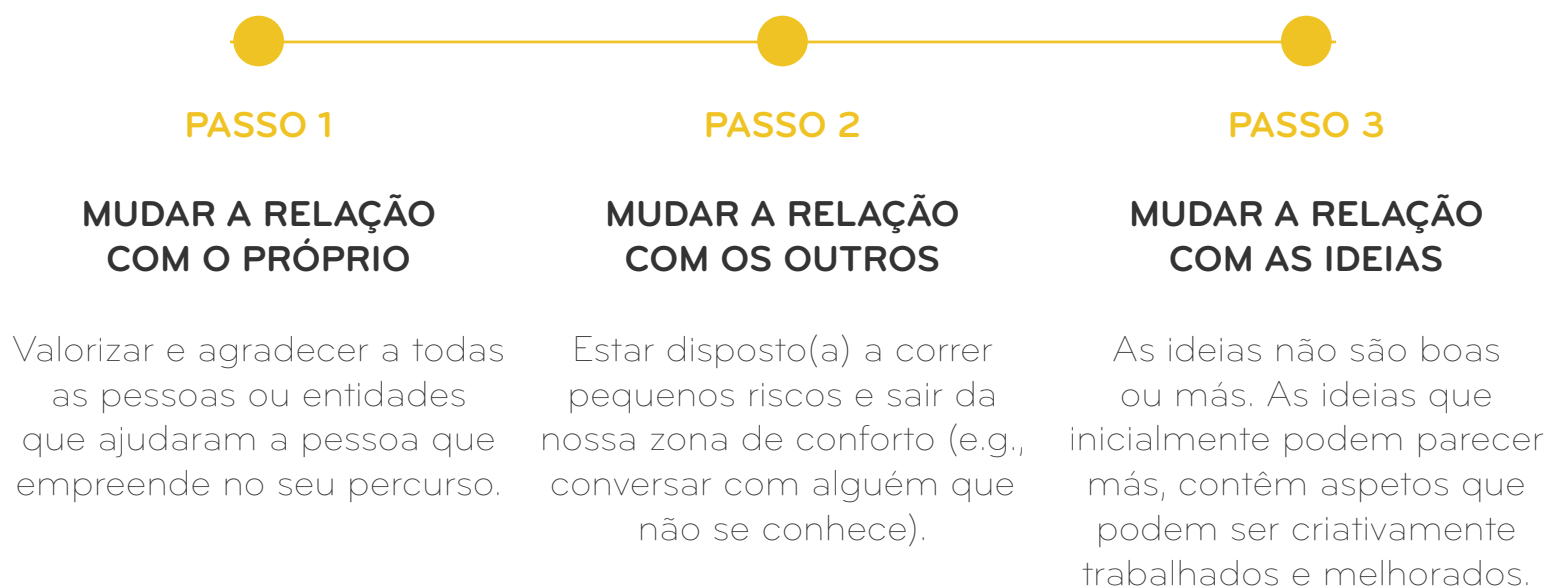 PASSO 1
MUDAR A RELAÇÃO
COM O PRÓPRIO
Valorizar e agradecer a todas
as pessoas ou entidades
que ajudaram a pessoa que
empreende no seu percurso.
PASSO 2
MUDAR A RELAÇÃO
COM OS OUTROS
Estar disposto(a) a correr
pequenos riscos e sair da
nossa zona de conforto (e.g.,
conversar com alguém que
não se conhece).
PASSO 3
MUDAR A RELAÇÃO
COM AS IDEIAS
As ideias não são boas
ou más. As ideias que
inicialmente podem parecer
más, contêm aspetos que
podem ser criativamente
trabalhados e melhorados.